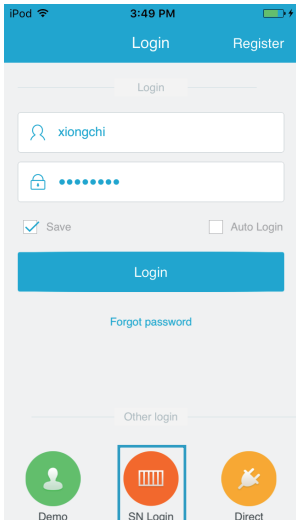 iPod 3:49 PM
Login Register
Login
xiongchi
••••••••
Save Auto Login
Login
Forgot password
Other login
Demo SN Login Direct